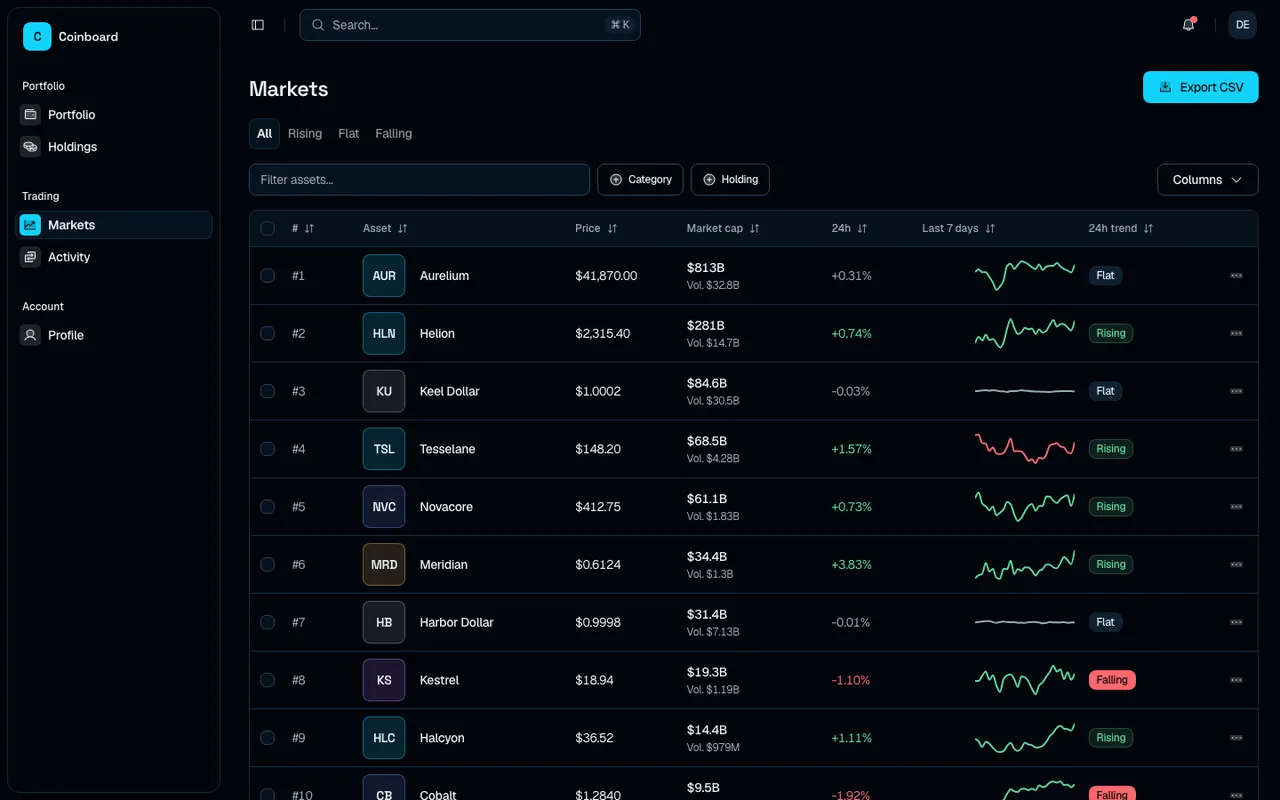 C Coinboard
Search... ⌘ K
DE
Portfolio
Portfolio
Holdings
Trading
Markets
Activity
Account
Profile
Markets
Export CSV
All Rising Flat Falling
Filter assets...
Category
Holding
Columns
# Asset Price Market cap 24h Last 7 days 24h trend
#1 AUR Aurelium $41,870.00 $813B +0.31% Flat
Vol. $32.8B
#2 HLN Helion $2,315.40 $281B +0.74% Rising
Vol. $14.7B
#3 KU Keel Dollar $1.0002 $84.6B -0.03% Flat
Vol. $30.5B
#4 TSL Tesselane $148.20 $68.5B +1.57% Rising
Vol. $4.28B
#5 NVC Novacore $412.75 $61.1B +0.73% Rising
Vol. $1.83B
#6 MRD Meridian $0.6124 $34.4B +3.83% Rising
Vol. $1.3B
#7 HB Harbor Dollar $0.9998 $31.4B -0.01% Flat
Vol. $7.13B
#8 KS Kestrel $18.94 $19.3B -1.10% Falling
Vol. $1.19B
#9 HLC Halcyon $36.52 $14.4B +1.11% Rising
Vol. $979M
#10 CB Cobalt $1.2840 $9.5B -1.92% Falling